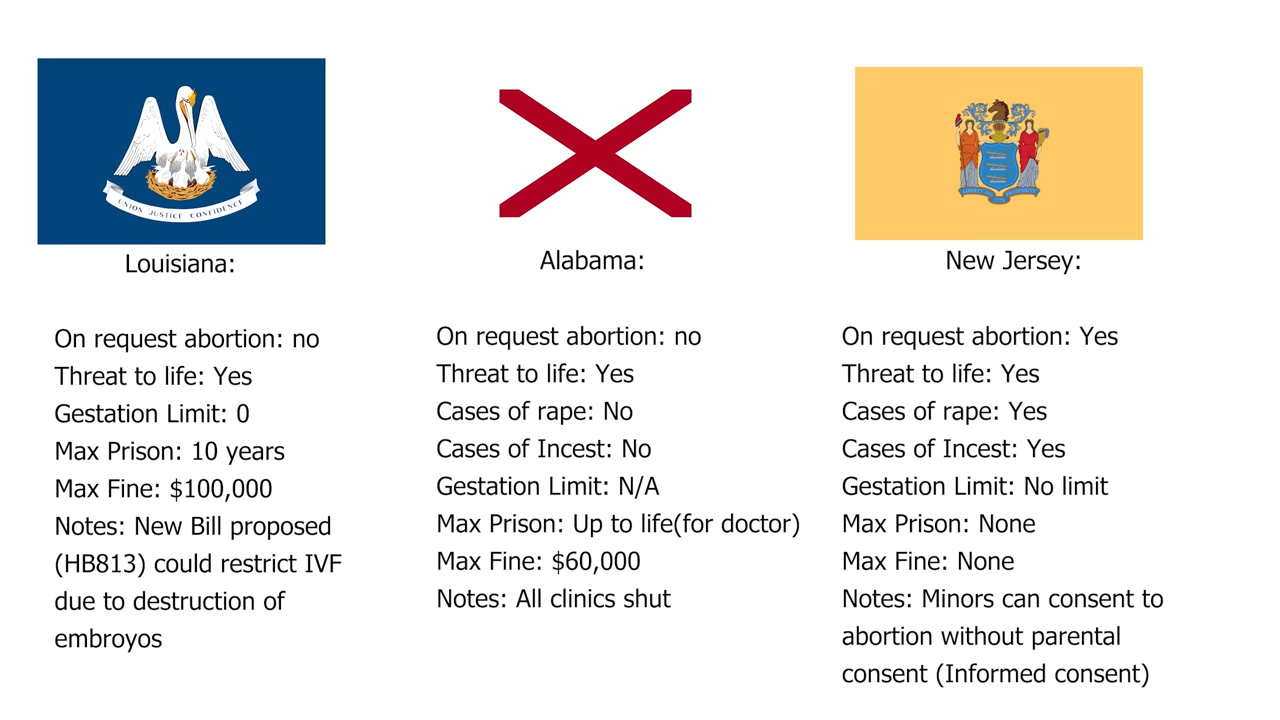 UNION JUSTICE CONFIDENCE
Louisiana:
On request abortion: no
Threat to life: Yes
Gestation Limit: 0
Max Prison: 10 years
Max Fine: $100,000
Notes: New Bill proposed
(HB813) could restrict IVF
due to destruction of
embroyos
Alabama:
On request abortion: no
Threat to life: Yes
Cases of rape: No
Cases of Incest: No
Gestation Limit: N/A
Max Prison: Up to life(for doctor)
Max Fine: $60,000
Notes: All clinics shut
LIBERTY AND PROSPERITY
1776
New Jersey:
On request abortion: Yes
Threat to life: Yes
Cases of rape: Yes
Cases of Incest: Yes
Gestation Limit: No limit
Max Prison: None
Max Fine: None
Notes: Minors can consent to
abortion without parental
consent (Informed consent)